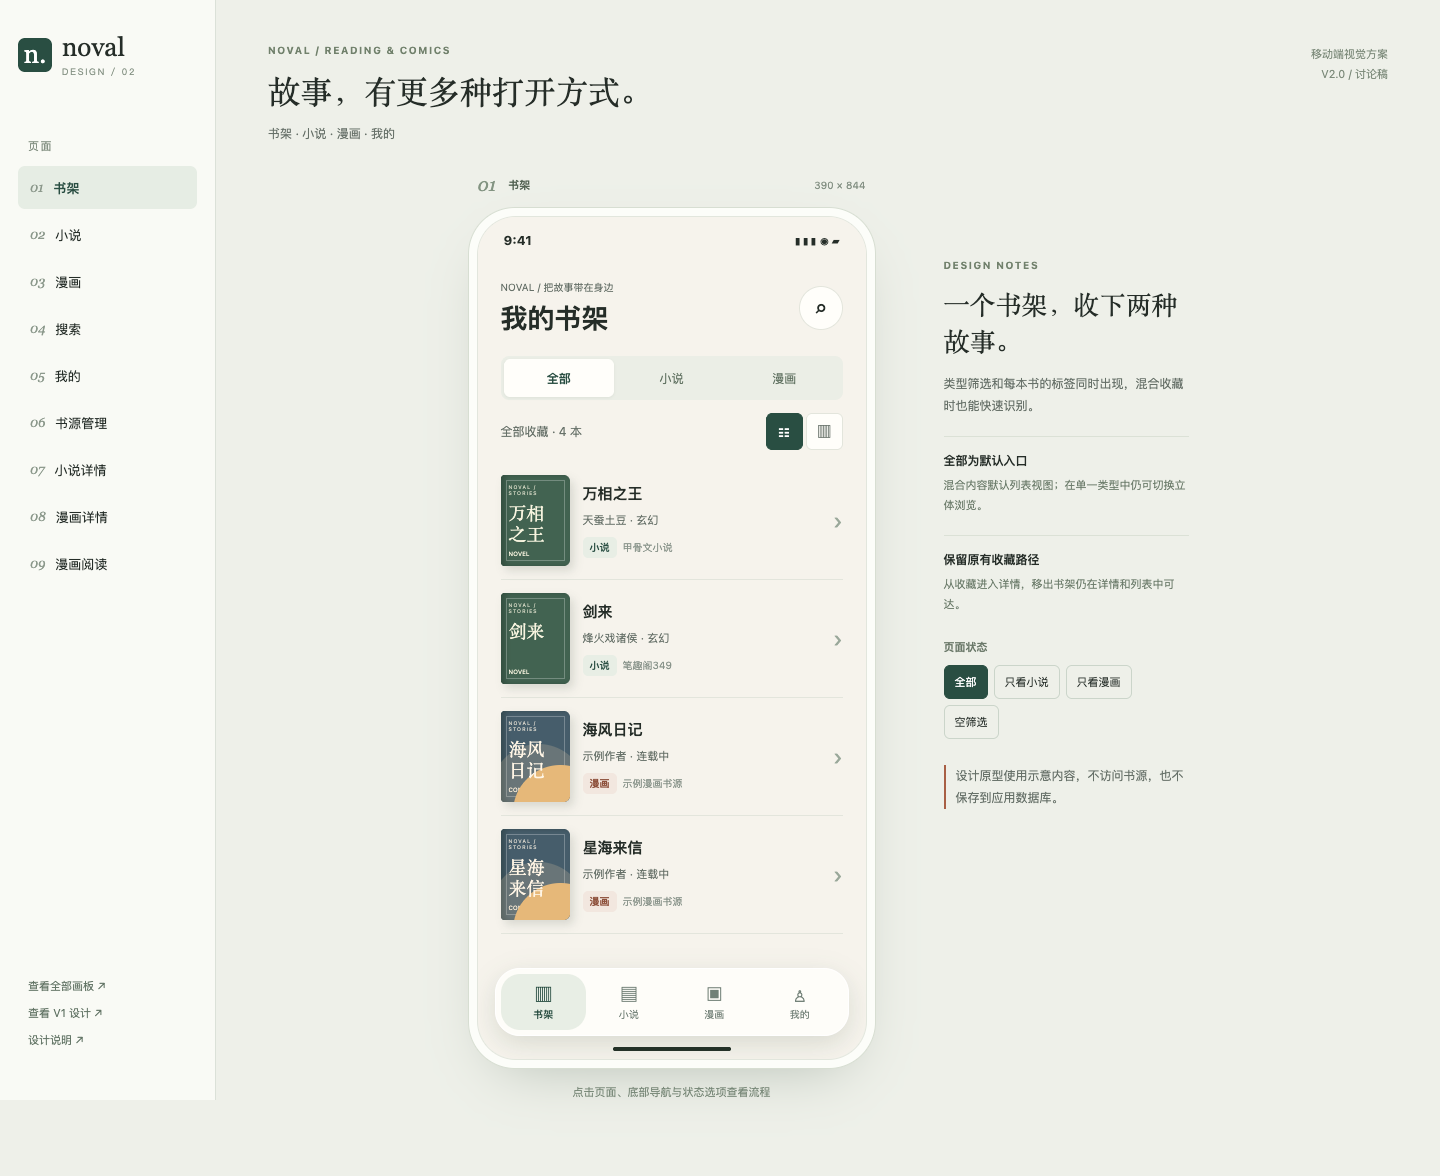 n.
noval
DESIGN / 02
页面
01 书架
02 小说
03 漫画
04 搜索
05 我的
06 书源管理
07 小说详情
08 漫画详情
09 漫画阅读
查看全部画板 ↗
查看 V1 设计 ↗
设计说明 ↗
NOVAL / READING & COMICS
故事，有更多种打开方式。
书架 · 小说 · 漫画 · 我的
移动端视觉方案
V2.0 / 讨论稿
01 书架 390 × 844
9:41
NOVAL / 把故事带在身边
我的书架
全部 小说 漫画
全部收藏 · 4 本
NOVAL /
STORIES
万相
之王
NOVEL
万相之王
天蚕土豆 · 玄幻
小说 甲骨文小说
NOVAL /
STORIES
剑来
NOVEL
剑来
烽火戏诸侯 · 玄幻
小说 笔趣阁349
NOVAL /
STORIES
海风
日记
海风日记
示例作者 · 连载中
漫画 示例漫画书源
NOVAL /
STORIES
星海
来信
星海来信
示例作者 · 连载中
漫画 示例漫画书源
书架 小说 漫画 我的
点击页面、底部导航与状态选项查看流程
DESIGN NOTES
一个书架，收下两种
故事。
类型筛选和每本书的标签同时出现，混合收藏
时也能快速识别。
全部为默认入口
混合内容默认列表视图；在单一类型中仍可切换立
体浏览。
保留原有收藏路径
从收藏进入详情，移出书架仍在详情和列表中可
达。
页面状态
全部 只看小说 只看漫画
空筛选
设计原型使用示意内容，不访问书源，也不
保存到应用数据库。